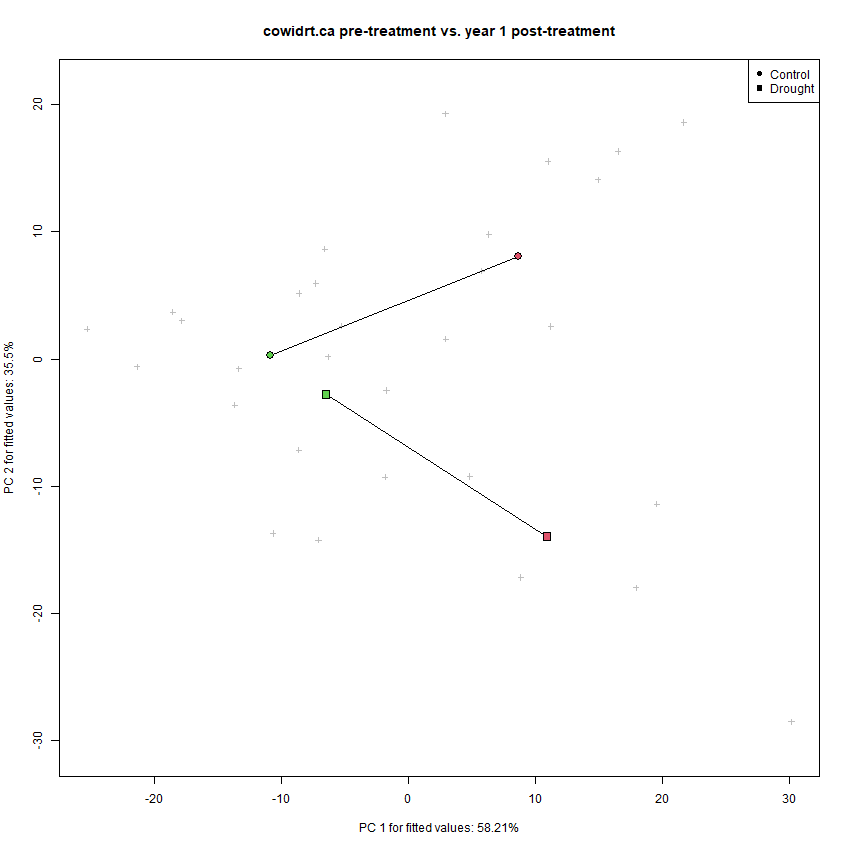 cowidrt.ca pre-treatment vs. year 1 post-treatment
Control
Drought
20
10
0
-10
-20
-30
PC 2 for fitted values: 35.5%
-20
-10
0
10
20
30
PC 1 for fitted values: 58.21%